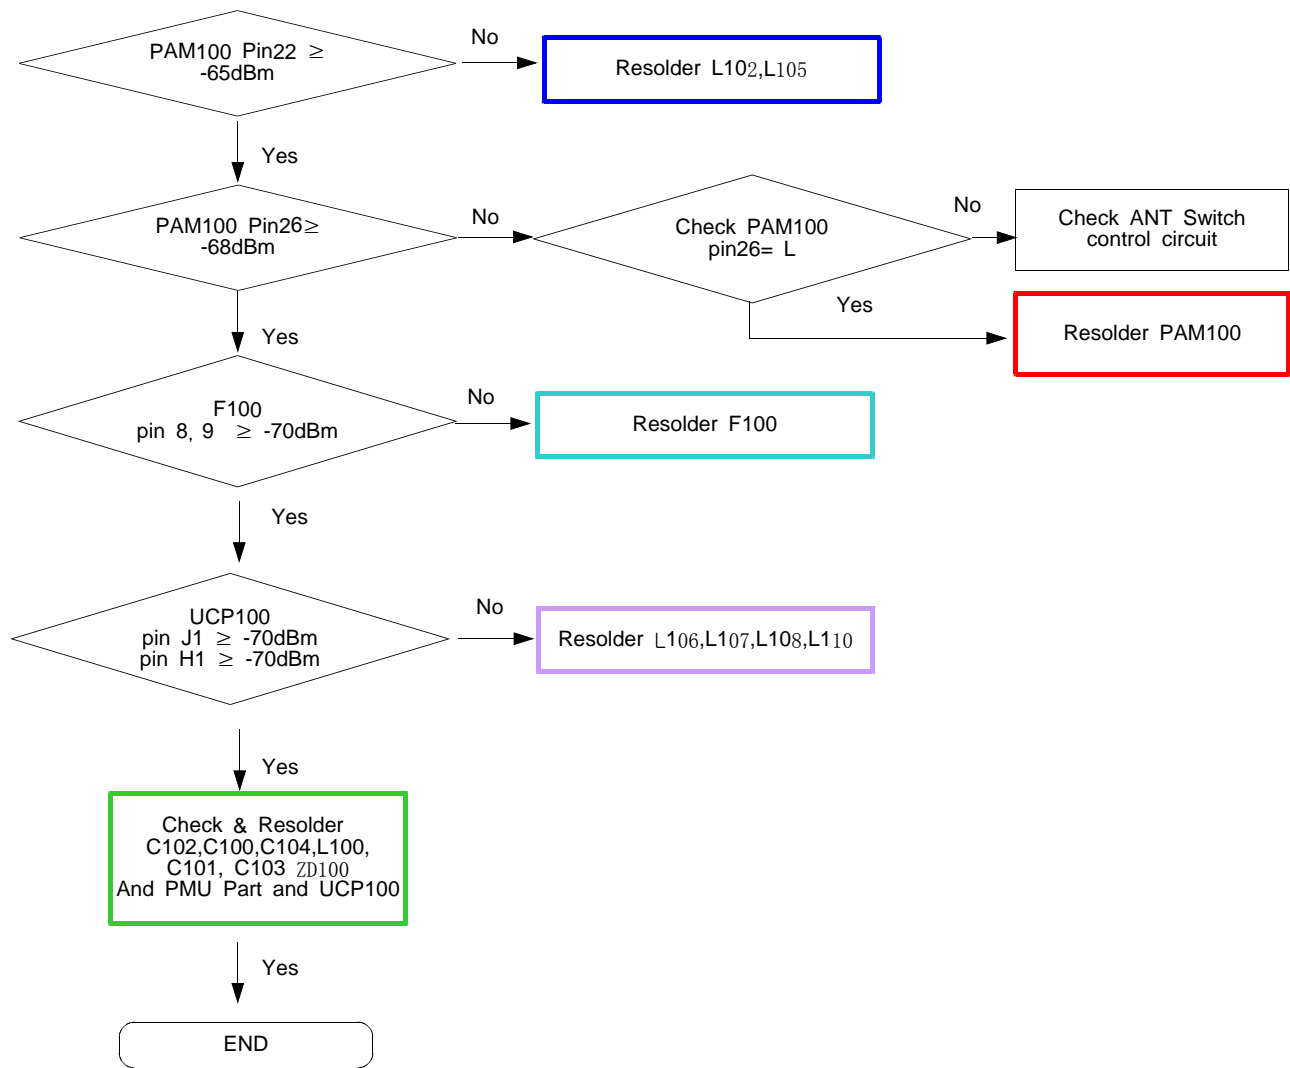 PAM100 Pin22 ≥
-65dBm
No
Resolder L102,L105
Yes
PAM100 Pin26≥
-68dBm
No
Check PAM100
pin26= L
No
Check ANT Switch
control circuit
Yes
Resolder PAM100
Yes
F100
pin 8, 9 ≥ -70dBm
No
Resolder F100
Yes
UCP100
pin J1 ≥ -70dBm
pin H1 ≥ -70dBm
No
Resolder L106,L107,L108,L110
Yes
Check & Resolder
C102,C100,C104,L100,
C101, C103 ZD100
And PMU Part and UCP100
Yes
END